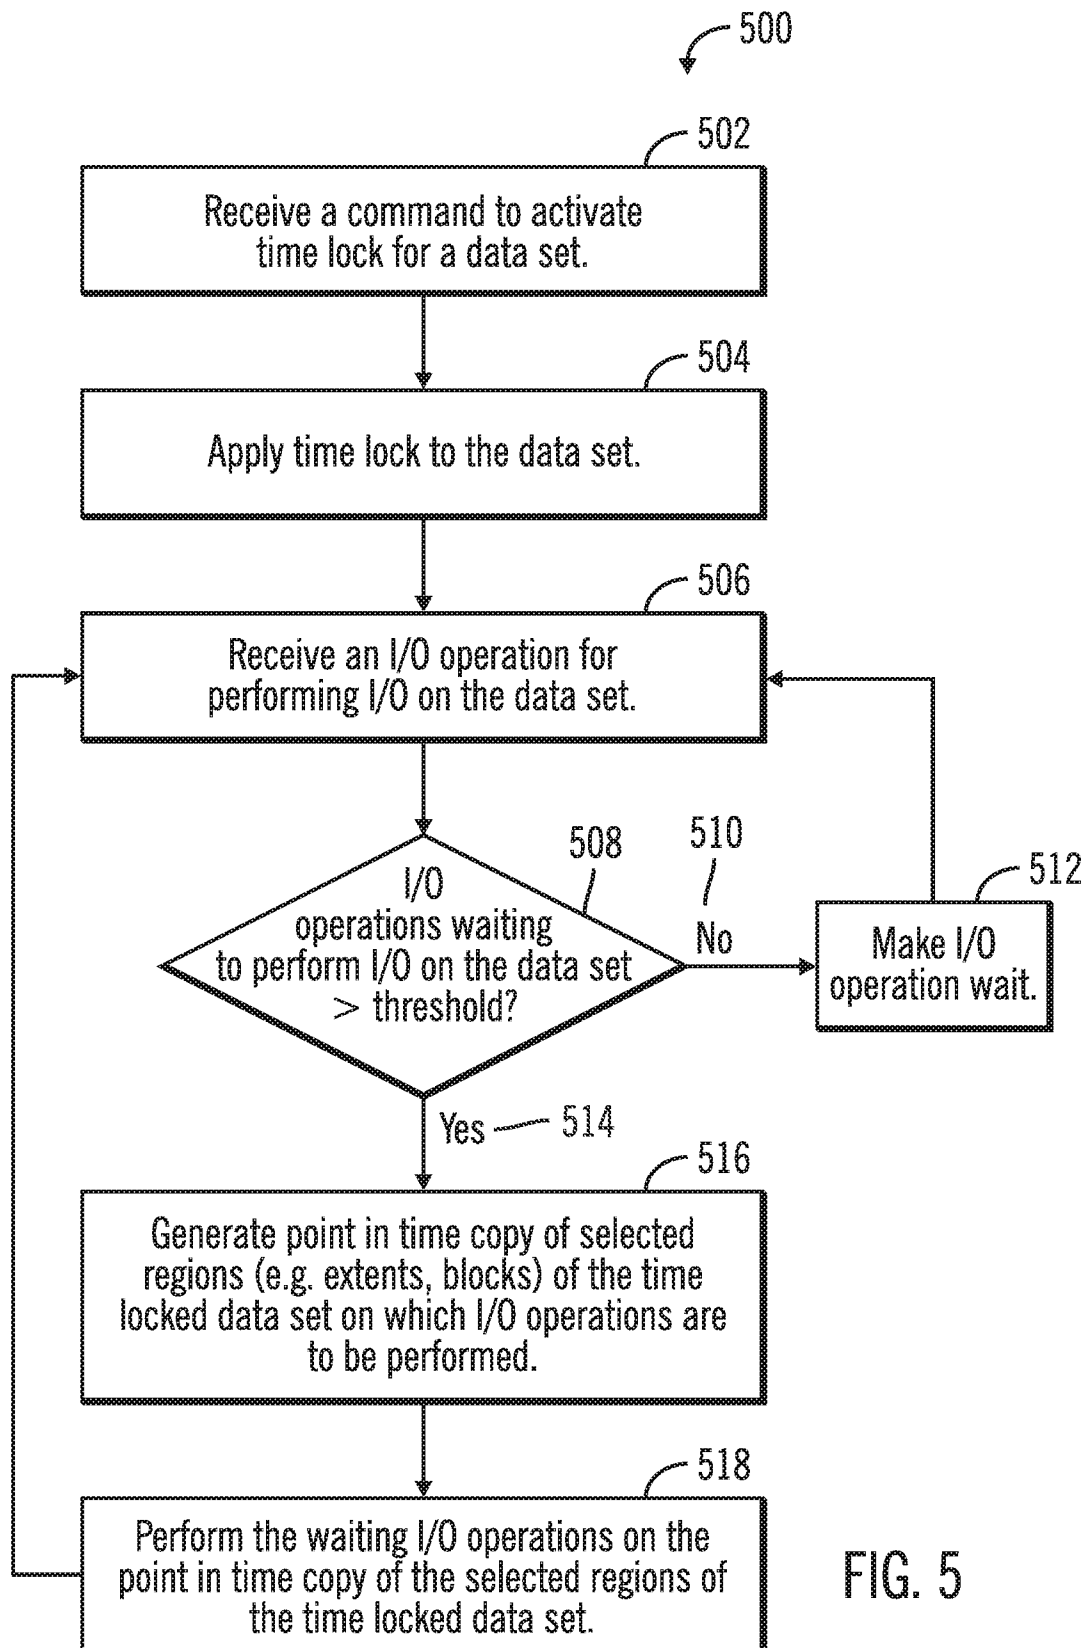 500
502
Receive a command to activate
time lock for a data set.
504
Apply time lock to the data set.
506
Receive an I/O operation for
performing I/O on the data set.
508
I/O
operations waiting
to perform I/O on the data set
> threshold?
510
No
512
Make I/O
operation wait.
Yes
514
516
Generate point in time copy of selected
regions (e.g. extents, blocks) of the time
locked data set on which I/O operations are
to be performed.
518
Perform the waiting I/O operations on the
point in time copy of the selected regions of
the time locked data set.
FIG. 5